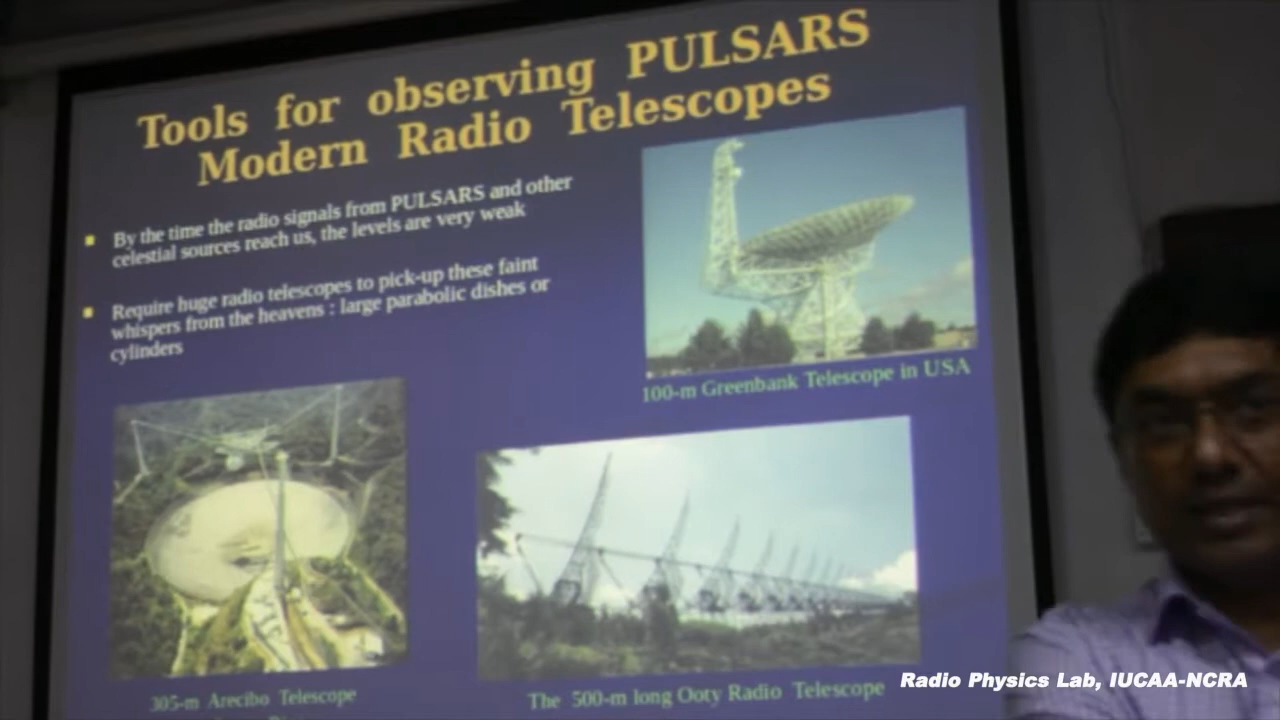 Tools for observing PULSARS
Modern Radio Telescopes
By the time the radio signals from PULSARS and other
celestial sources reach us, the levels are very weak
Require huge radio telescopes to pick-up these faint
whispers from the heavens : large parabolic dishes or
cylinders
100-m Greenbank Telescope in USA
305-m Arecibo Telescope
The 500-m long Ooty Radio Telescope
Radio Physics Lab, IUCAA-NCRA